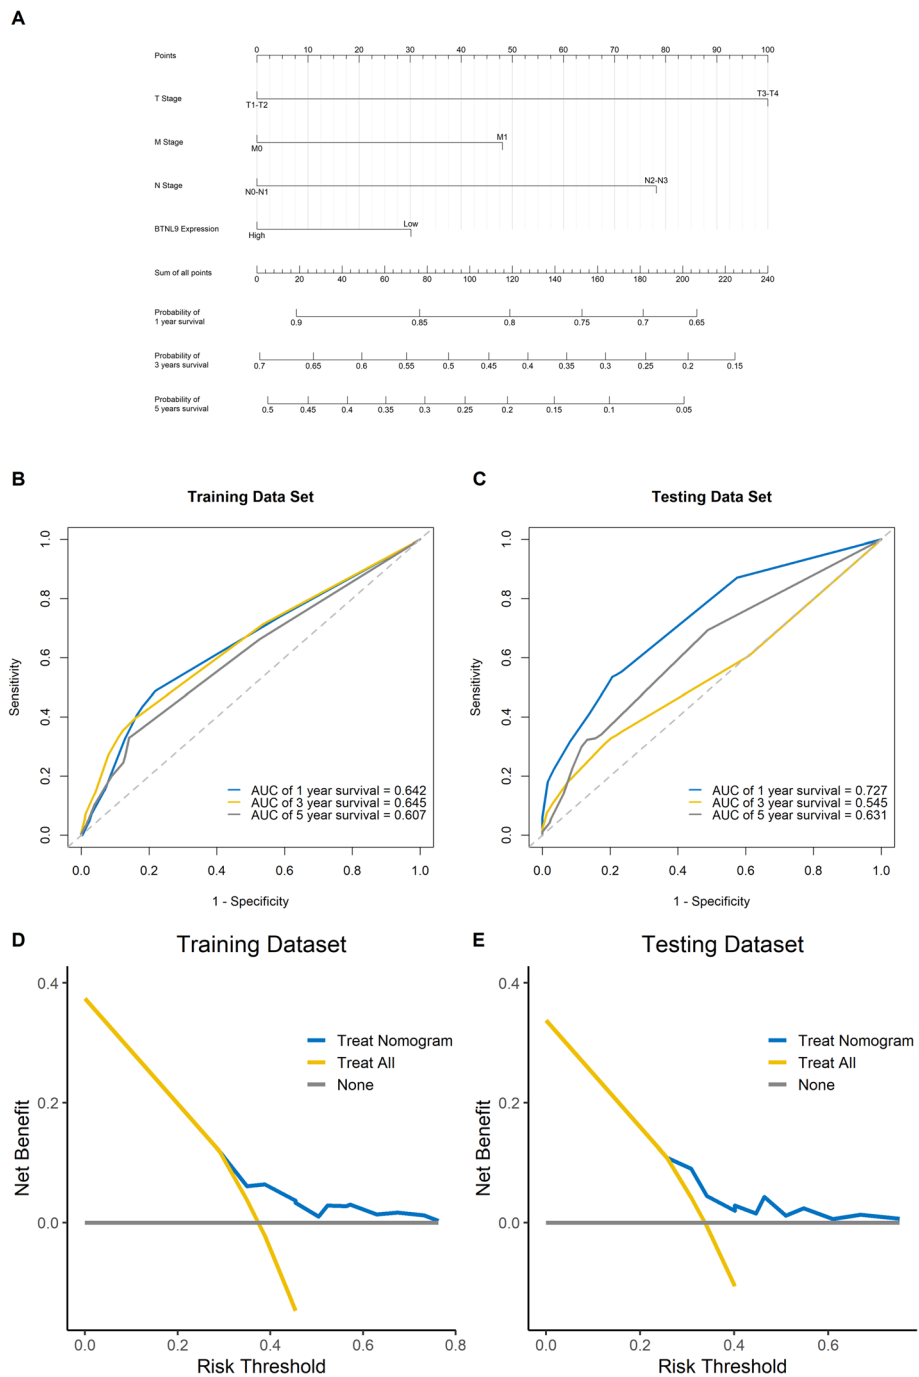 A
Points
0 10 20 30 40 50 60 70 80 90 100
T Stage
T3-T4
T1-T2
M Stage
M1
M0
N Stage
N2-N3
N0-N1
BTNL9 Expression
Low
High
Sum of all points
0 20 40 60 80 100 120 140 160 180 200 220 240
Probability of
1 year survival
0.9 0.85 0.8 0.75 0.7 0.65
Probability of
3 years survival
0.7 0.65 0.6 0.55 0.5 0.45 0.4 0.35 0.3 0.25 0.2 0.15
Probability of
5 years survival
0.5 0.45 0.4 0.35 0.3 0.25 0.2 0.15 0.1 0.05
B
Training Data Set
Sensitivity
1.0
0.8
0.6
0.4
0.2
0.0
AUC of 1 year survival = 0.642
AUC of 3 year survival = 0.645
AUC of 5 year survival = 0.607
0.0 0.2 0.4 0.6 0.8 1.0
1 - Specificity
C
Testing Data Set
Sensitivity
1.0
0.8
0.6
0.4
0.2
0.0
AUC of 1 year survival = 0.727
AUC of 3 year survival = 0.545
AUC of 5 year survival = 0.631
0.0 0.2 0.4 0.6 0.8 1.0
1 - Specificity
D
Training Dataset
Net Benefit
0.4
0.2
0.0
Treat Nomogram
Treat All
None
0.0 0.2 0.4 0.6 0.8
Risk Threshold
E
Testing Dataset
Net Benefit
0.4
0.2
0.0
Treat Nomogram
Treat All
None
0.0 0.2 0.4 0.6
Risk Threshold